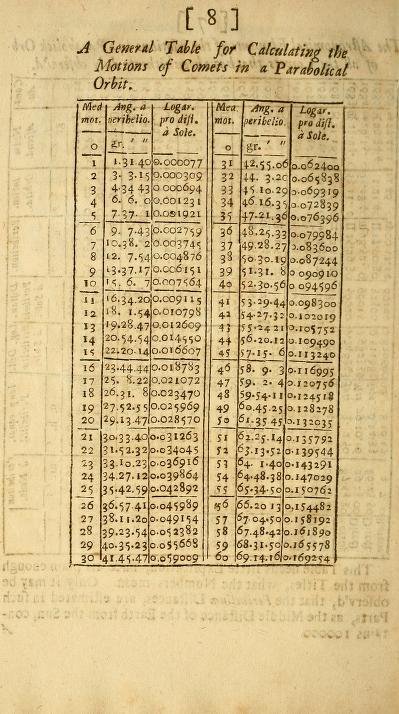 [ 8 ]
A General Table for Calculating the
Motions of Comets in a Parabolical
Orbit.
Med. mot. Ang. a peribelio. Logar. pro dist. a Sole. Med. mot. Ang. a peribelio. Logar. pro dist. a Sole.
0 gr. ′ ″ 0 gr. ′ ″
1 1.31.40 0.000077 31 42.55.06 0.062400
2 3. 3.15 0.000309 32 44. 3.20 0.065838
3 4.34 43 0.000694 33 45.10.29 0.069319
4 6. 6. 0 0.001231 34 46.16.35 0.072839
5 7.37. 1 0.001921 35 47.21.36 0.076396
6 9. 7.43 0.002759 36 48.25.33 0.079984
7 10.38. 2 0.003745 37 49.28.27 0.083600
8 12. 7.54 0.004876 38 50.30.19 0.087244
9 13.37.17 0.006151 39 51.31. 8 0 090910
10 15. 6. 7 0.007564 40 52.30.56 0 094596
11 16.34.20 0.009115 41 53.29.44 0.098300
12 18. 1.54 0.010798 42 54.27.32 0.102019
13 19.28.47 0.012609 43 55.24 21 0.105752
14 20.54.54 0.014550 44 56.20.12 0.109490
15 22.20.14 0.016607 45 57.15. 6 0.113240
16 23.44.44 0.018783 46 58. 9. 3 0.116995
17 25. 8.22 0.021072 47 59. 2. 4 0.120756
18 26.31. 8 0.023470 48 59.54.11 0.124518
19 27.52.55 0.025969 49 60.45.25 0.128278
20 29.13.47 0.028570 50 61.35 45 0.132035
21 30.33.40 0.031263 51 62.25.14 0.135792
22 31.52.32 0.034045 52 63.13.52 0.139544
23 33.10.23 0.036916 53 64. 1.40 0.143291
24 34.27.12 0.039864 54 64.48.38 0.147029
25 35.42.59 0.042892 55 65.34.50 0.150762
26 36.57.41 0.045989 56 66.20 13 0.154482
27 38.11.20 0.049154 57 67.04.50 0.158192
28 39.23.54 0.052382 58 67.48.42 0.161890
29 40.35.23 0.055668 59 68.31.50 0.165578
30 41.45.47 0.059009 60 69.14.16 0.169254